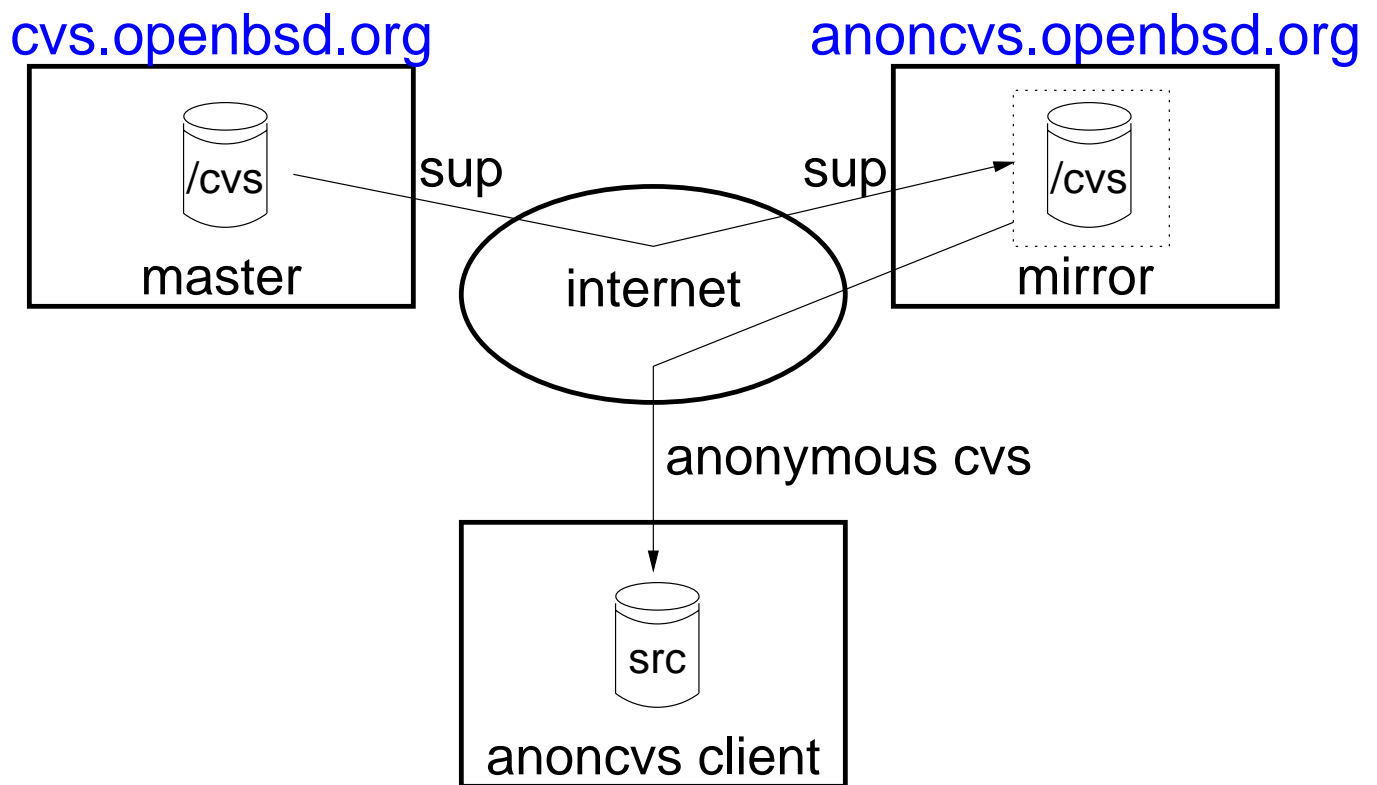 cvs.openbsd.org
anoncvs.openbsd.org
/cvs
sup
sup
/cvs
master
internet
mirror
anonymous cvs
src
anoncvs client